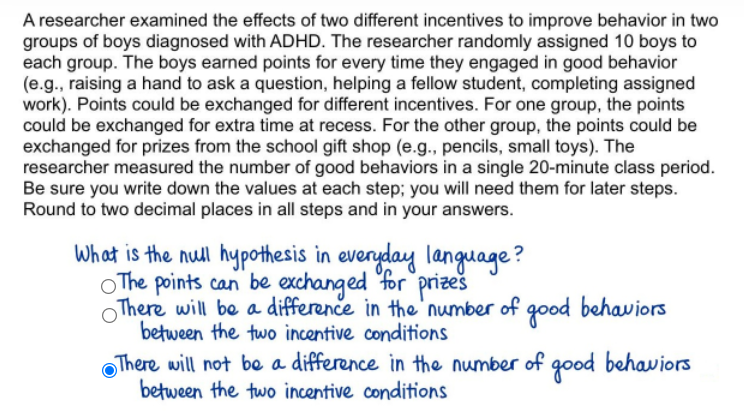 A researcher examined the effects of two different incentives to improve behavior in two
groups of boys diagnosed with ADHD. The researcher randomly assigned 10 boys to
each group. The boys earned points for every time they engaged in good behavior
(e.g., raising a hand to ask a question, helping a fellow student, completing assigned
work). Points could be exchanged for different incentives. For one group, the points
could be exchanged for extra time at recess. For the other group, the points could be
exchanged for prizes from the school gift shop (e.g., pencils, small toys). The
researcher measured the number of good behaviors in a single 20-minute class period.
Be sure you write down the values at each step; you will need them for later steps.
Round to two decimal places in all steps and in your answers.
What is the null hypothesis in everyday language?
The points can be exchanged for prizes
There will be a difference in the number of good behaviors
between the two incentive conditions
There will not be a difference in the number of good behaviors
between the two incentive conditions